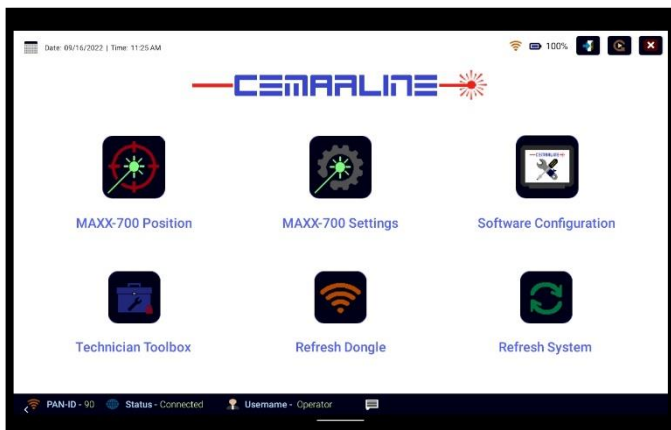 Date: 09/16/2022 | Time: 11:25 AM
100%
CEMARLINE
MAXX-700 Position
MAXX-700 Settings
Software Configuration
Technician Toolbox
Refresh Dongle
Refresh System
PAN-ID - 90
Status - Connected
Username - Operator